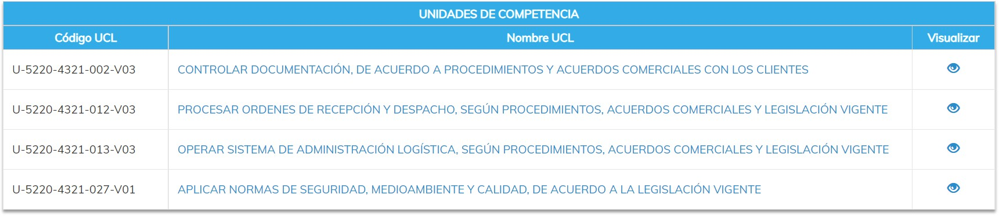 UNIDADES DE COMPETENCIA
Código UCL Nombre UCL Visualizar
U-5220-4321-002-V03 CONTROLAR DOCUMENTACIÓN, DE ACUERDO A PROCEDIMIENTOS Y ACUERDOS COMERCIALES CON LOS CLIENTES
U-5220-4321-012-V03 PROCESAR ORDENES DE RECEPCIÓN Y DESPACHO, SEGÚN PROCEDIMIENTOS, ACUERDOS COMERCIALES Y LEGISLACIÓN VIGENTE
U-5220-4321-013-V03 OPERAR SISTEMA DE ADMINISTRACIÓN LOGÍSTICA, SEGÚN PROCEDIMIENTOS, ACUERDOS COMERCIALES Y LEGISLACIÓN VIGENTE
U-5220-4321-027-V01 APLICAR NORMAS DE SEGURIDAD, MEDIOAMBIENTE Y CALIDAD, DE ACUERDO A LA LEGISLACIÓN VIGENTE